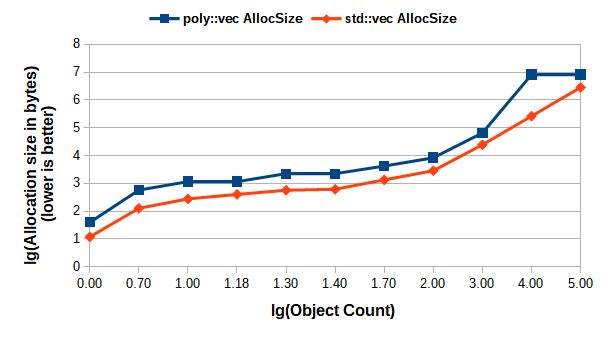 poly::vec AllocSize std::vec AllocSize
lg(Allocation size in bytes)
(lower is better)
8
7
6
5
4
3
2
1
0
0.00 0.70 1.00 1.18 1.30 1.40 1.70 2.00 3.00 4.00 5.00
lg(Object Count)